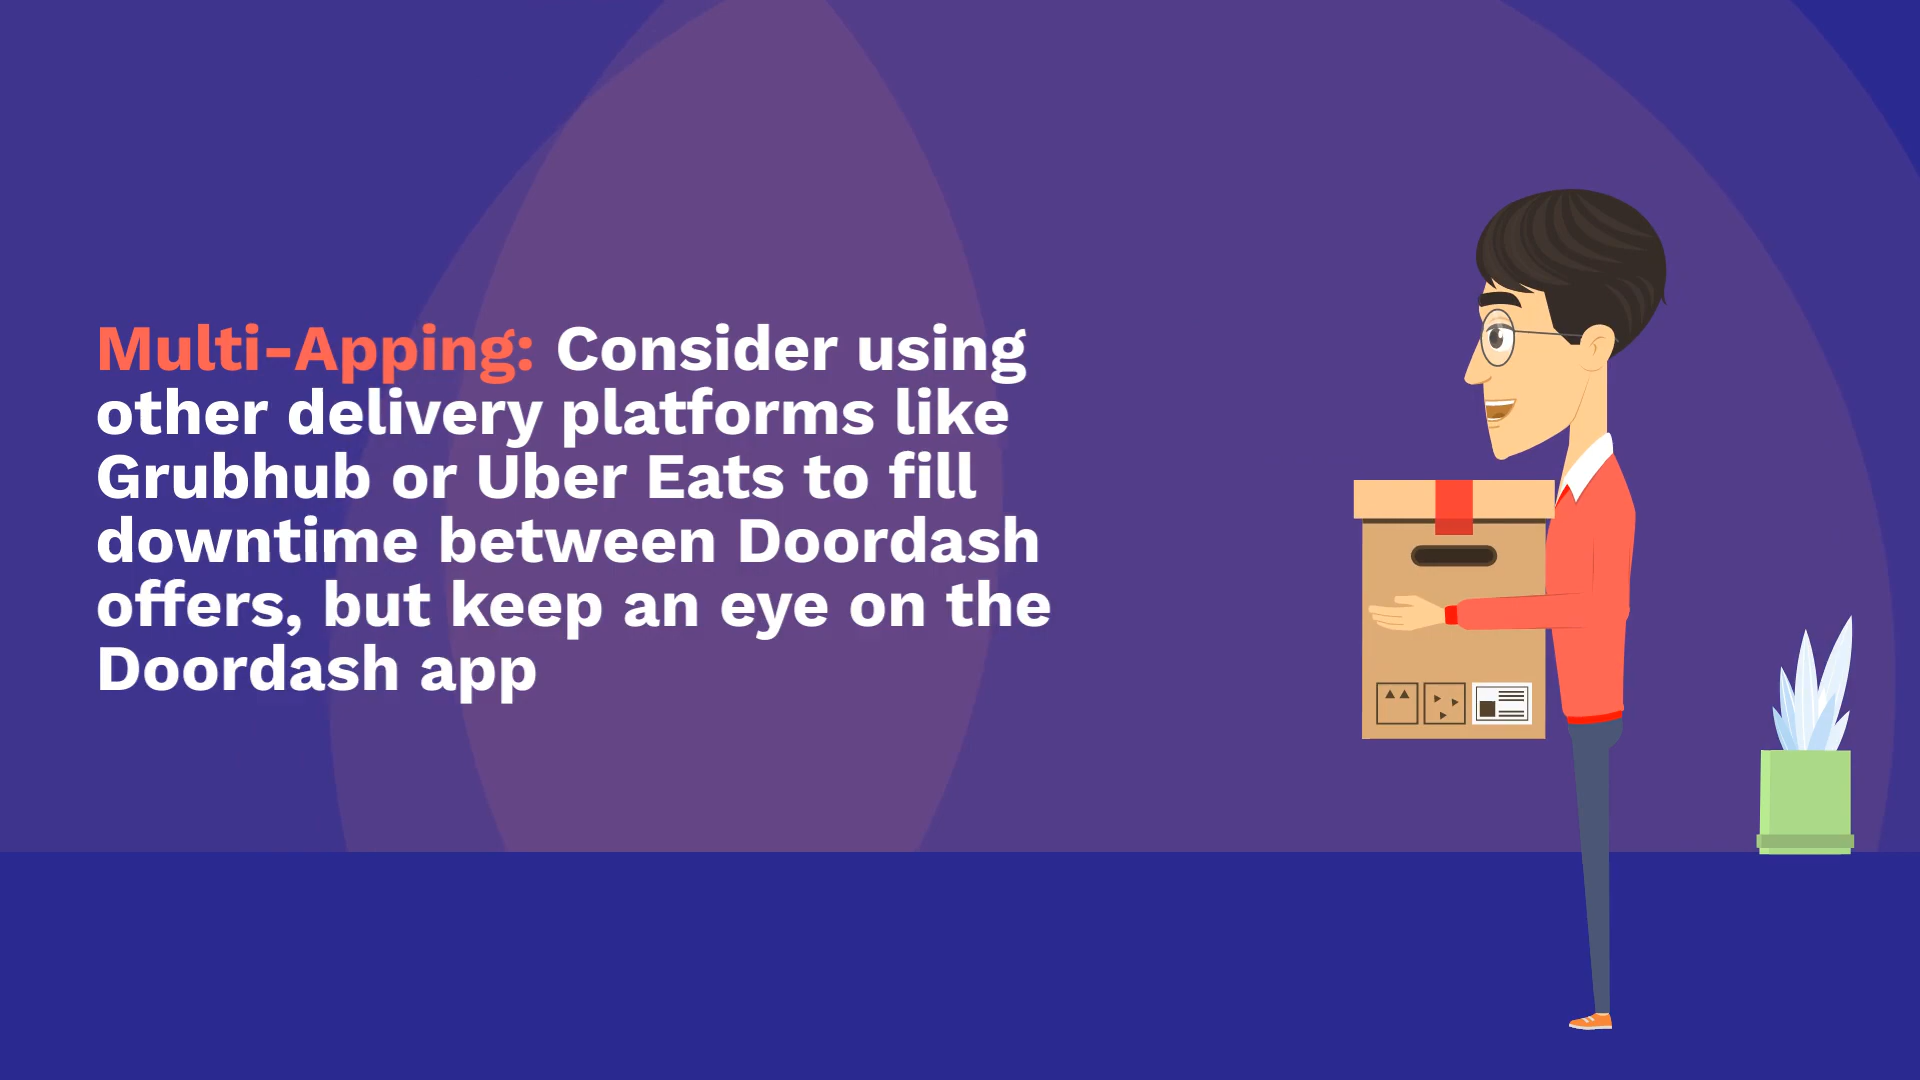 Multi-Apping: Consider using
other delivery platforms like
Grubhub or Uber Eats to fill
downtime between Doordash
offers, but keep an eye on the
Doordash app